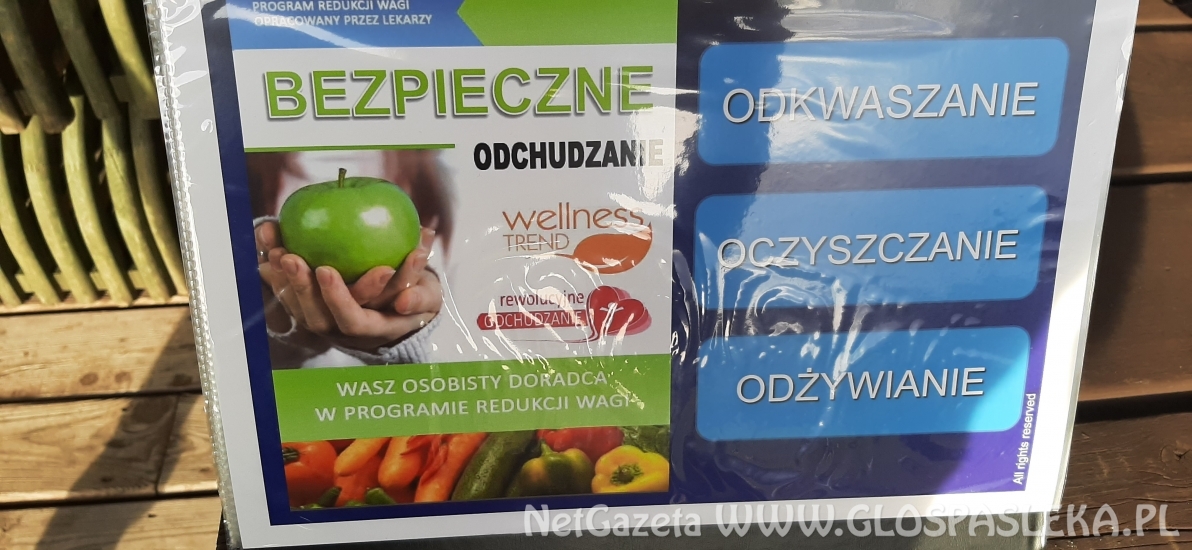 PROGRAM REDUKCJI WAGI
OPRACOWANY PRZEZ LEKARZY
BEZPIECZNE
ODCHUDZANIE
wellness
TREND
rewolucyjne
ODCHUDZANIE
WASZ OSOBISTY DORADCA
W PROGRAMIE REDUKCJI WAGI
ODKWASZANIE
OCZYSZCZANIE
ODŻYWIANIE
All rights reserved
NetGazeta WWW.GLOSPASLEKA.PL